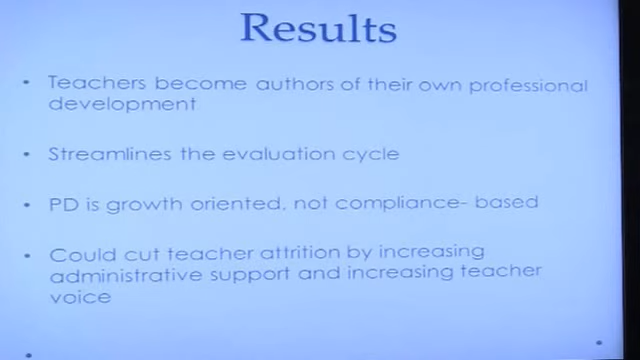 Results
• Teachers become authors of their own professional
development
• Streamlines the evaluation cycle
• PD is growth oriented, not compliance- based
• Could cut teacher attrition by increasing
administrative support and increasing teacher
voice